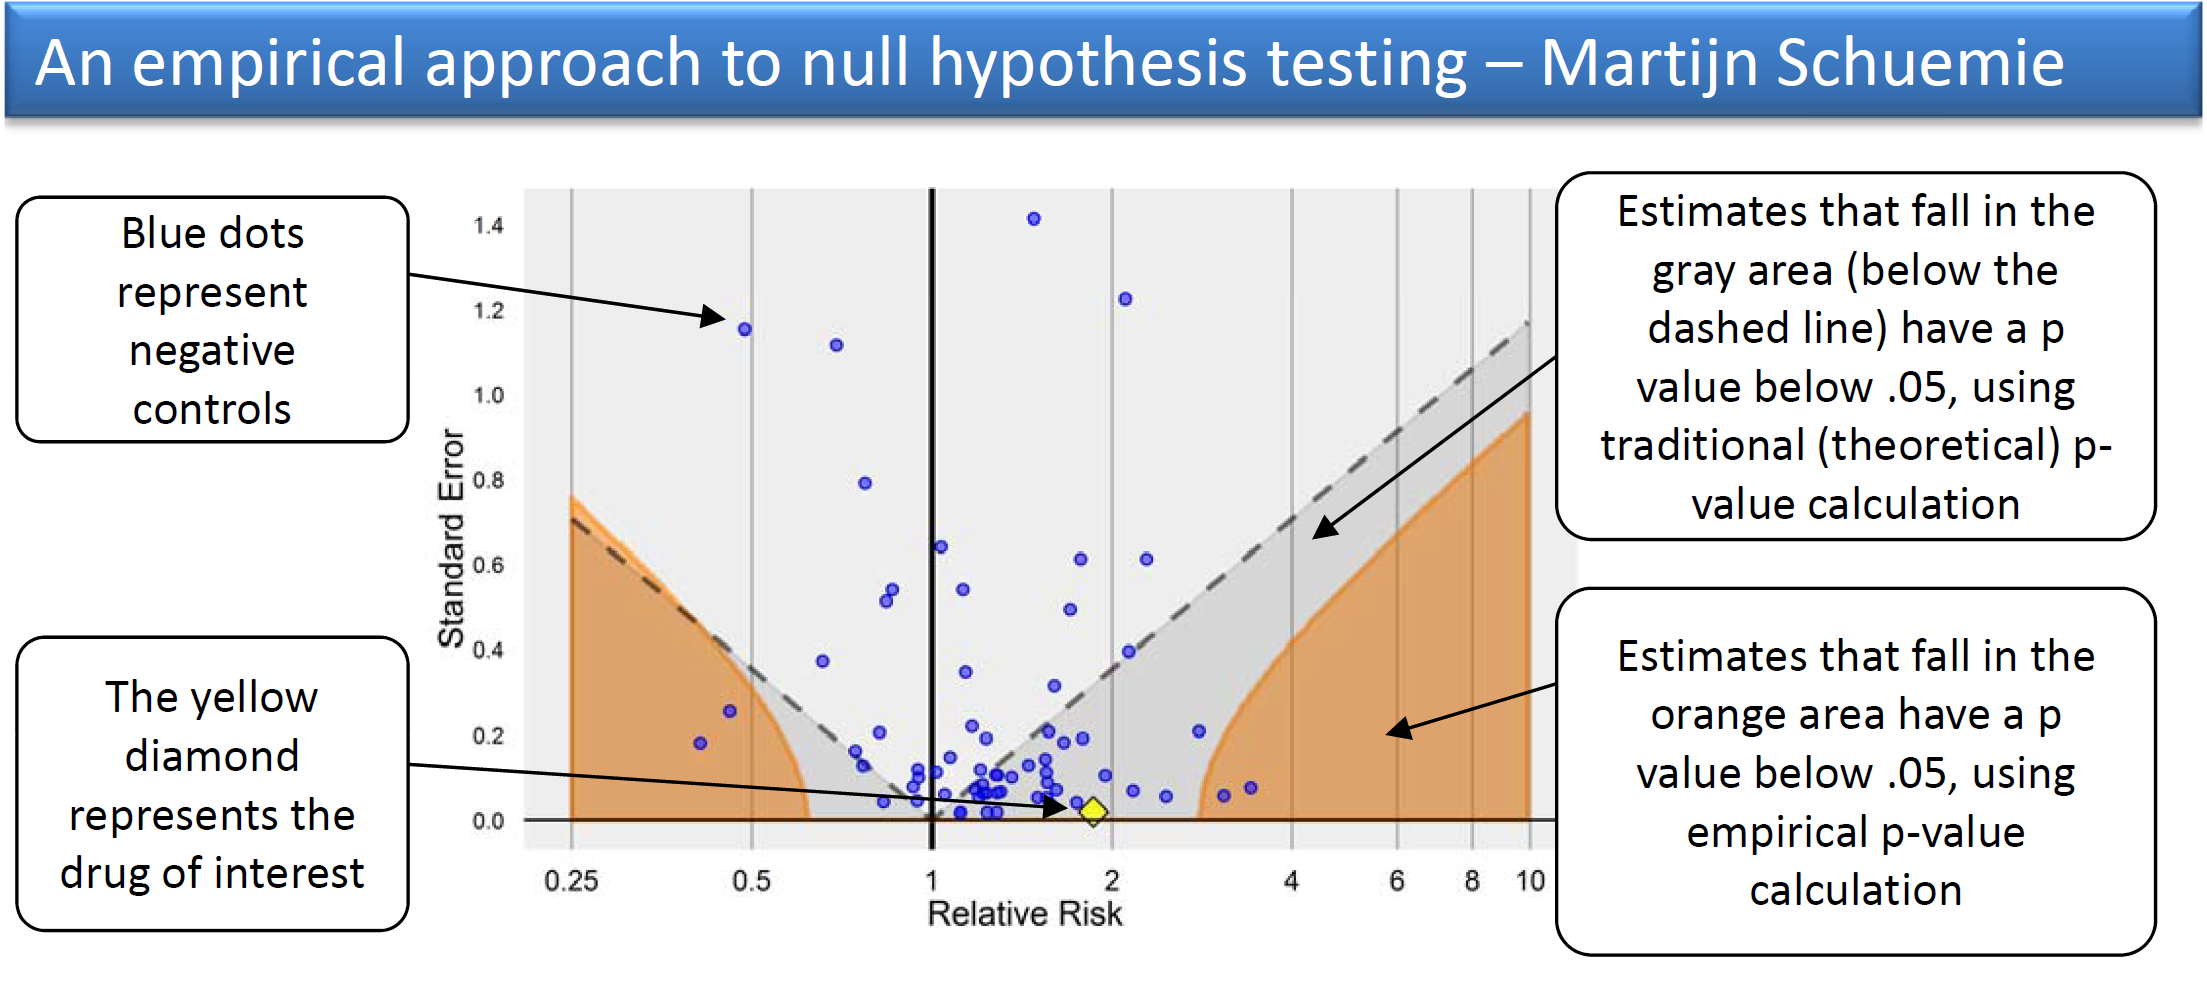 An empirical approach to null hypothesis testing – Martijn Schuemie
Blue dots
represent
negative
controls
The yellow
diamond
represents the
drug of interest
Standard Error
1.4
1.2
1.0
0.8
0.6
0.4
0.2
0.0
0.25 0.5 1 2 4 6 8 10
Relative Risk
Estimates that fall in the
gray area (below the
dashed line) have a p
value below .05, using
traditional (theoretical) p-
value calculation
Estimates that fall in the
orange area have a p
value below .05, using
empirical p-value
calculation